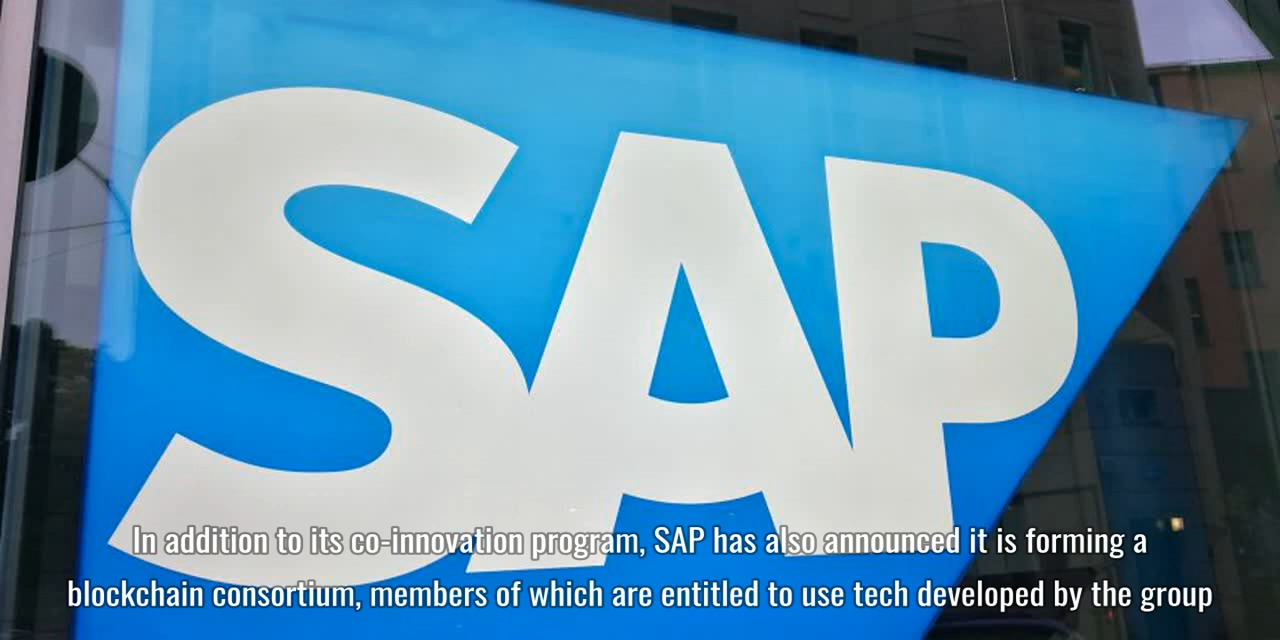 SAP
In addition to its co-innovation program, SAP has also announced it is forming a
blockchain consortium, members of which are entitled to use tech developed by the group